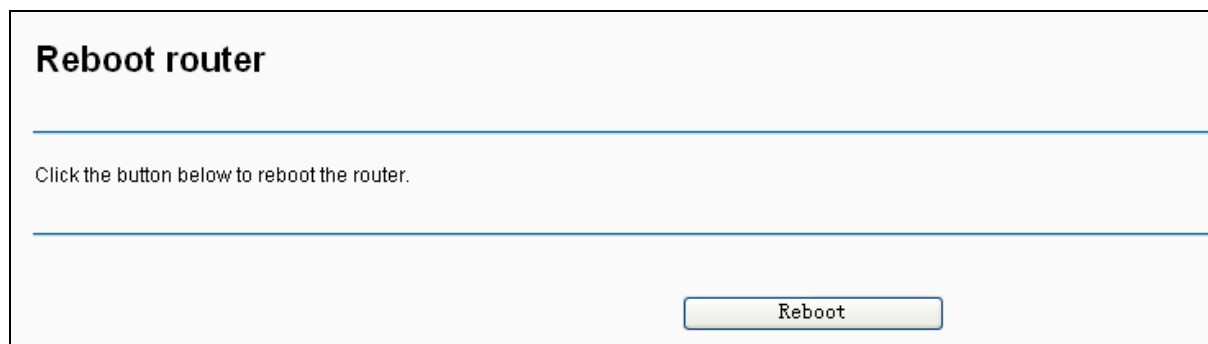 Reboot router
Click the button below to reboot the router.
Reboot